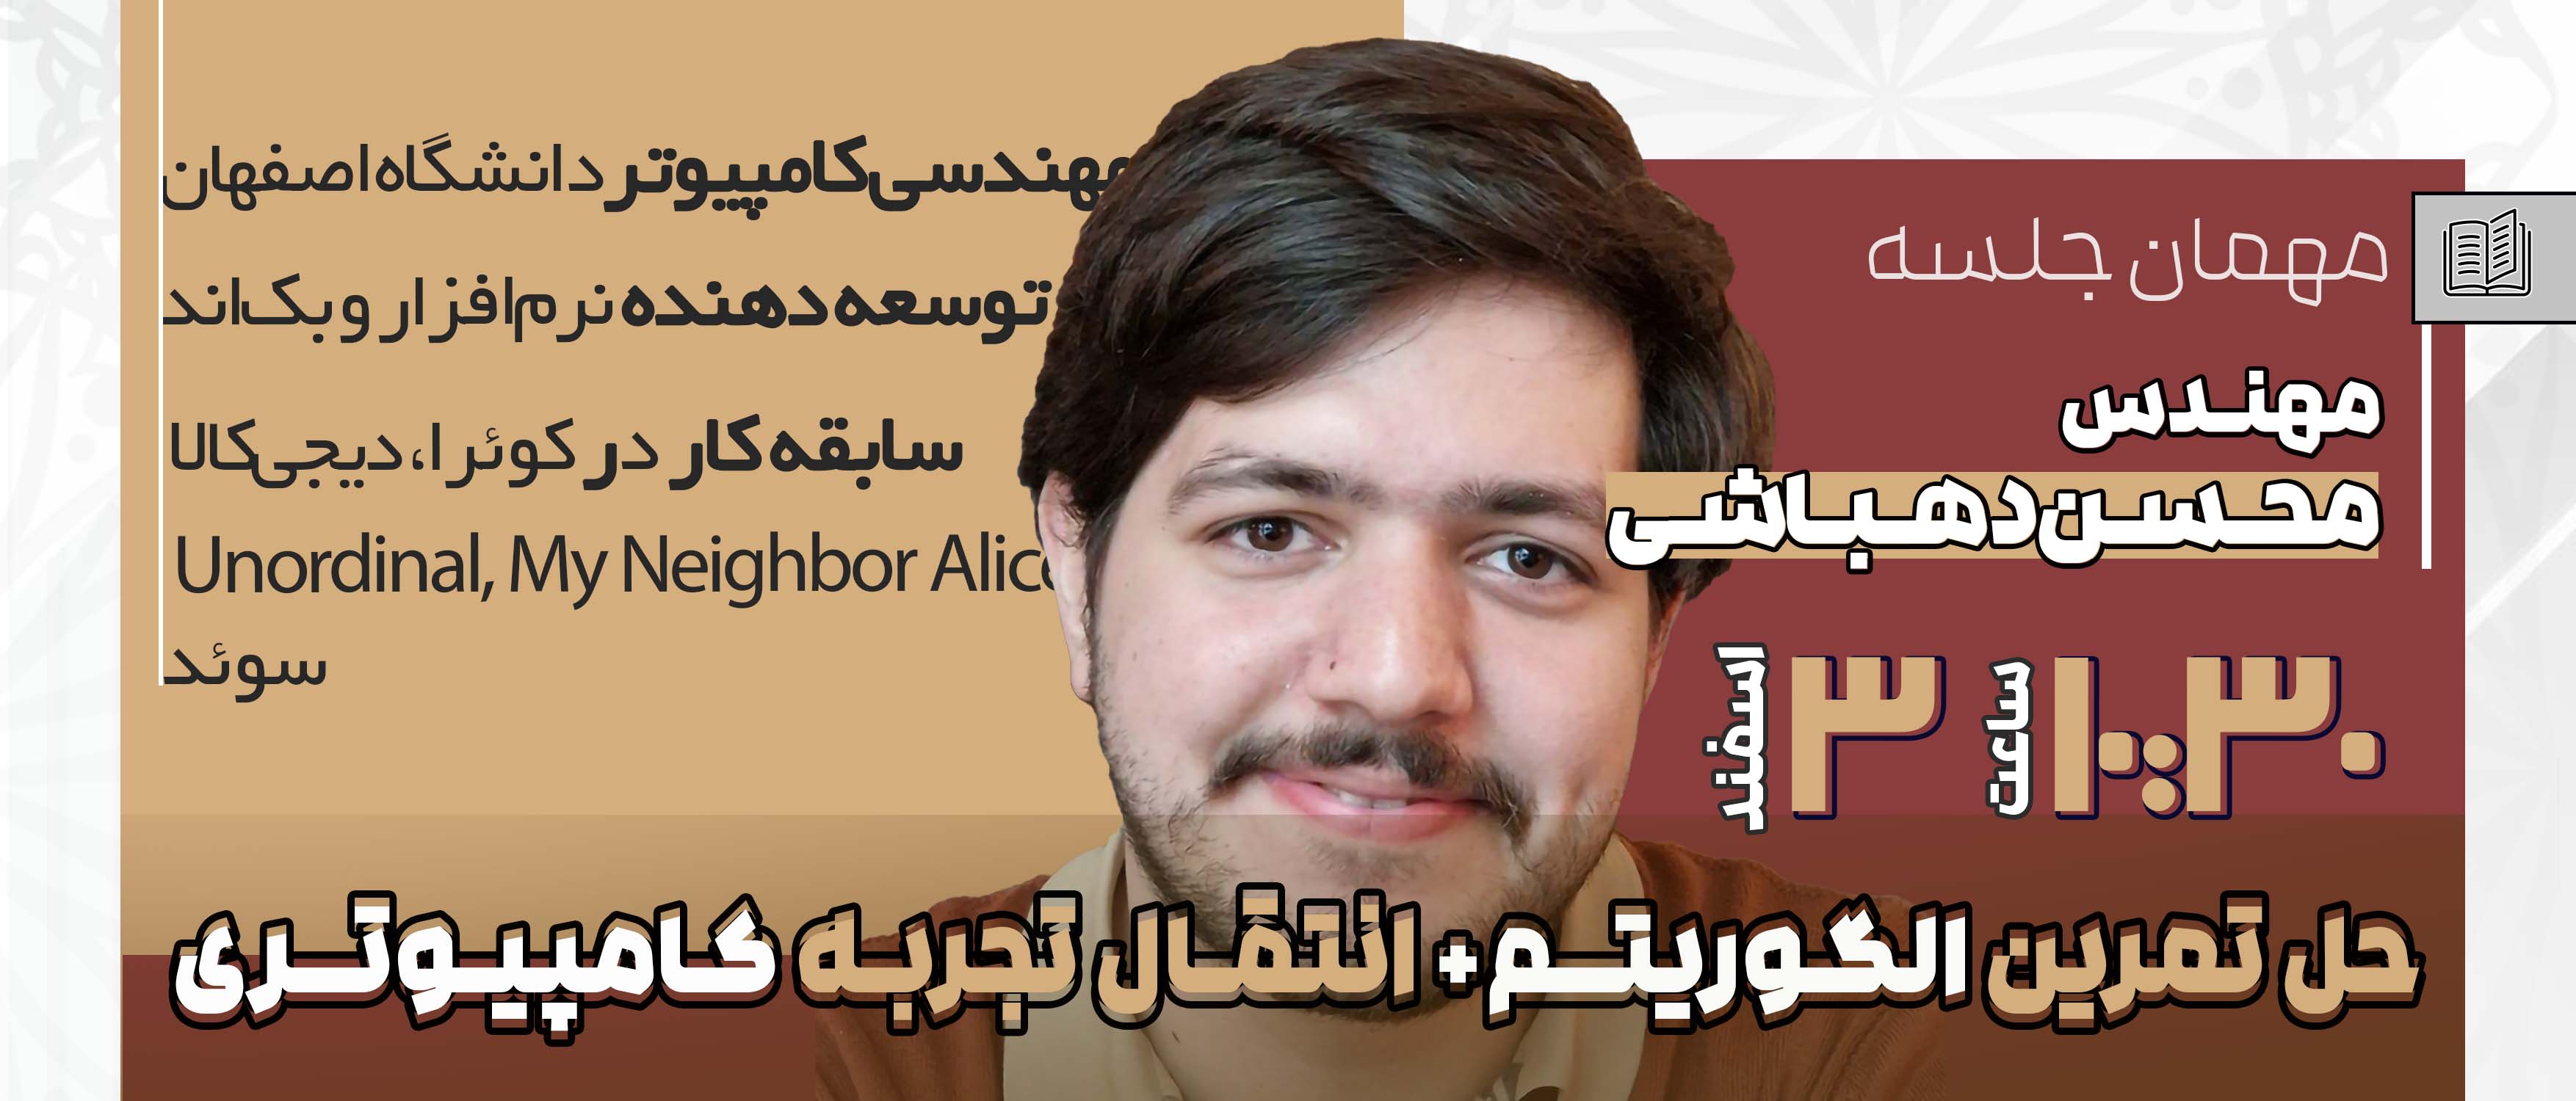 مهمان جلسه
مهندس
محسن دهباشی
ساعت ۱۰:۳۰
۳ اسفند
مهندسی کامپیوتر دانشگاه اصفهان
توسعه دهنده نرم‌افزار و بک‌اند
سابقه کار در کوئرا، دیجی‌کالا
Unordinal, My Neighbor Alice
سوئد
حل تمرین الگوریتم + انتقال تجربه کامپیوتری